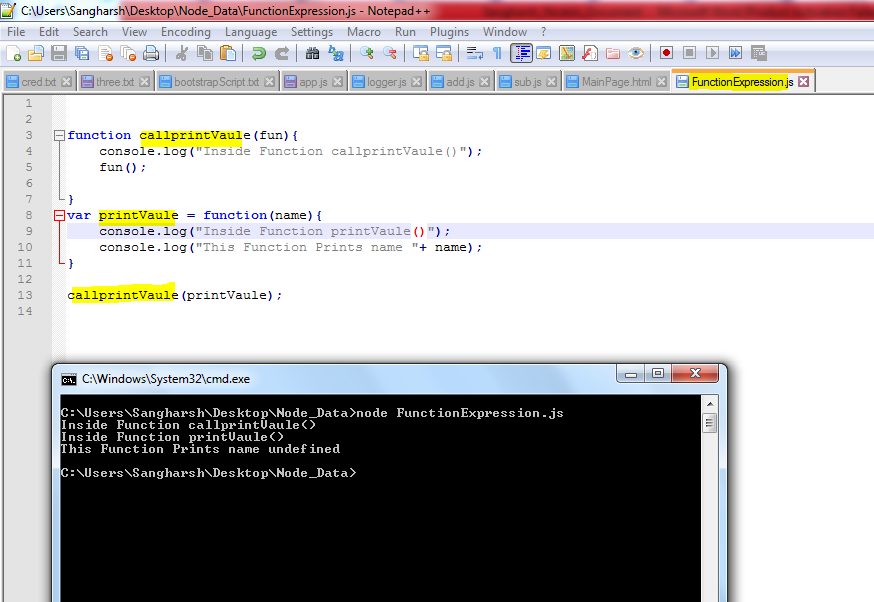 C:\Users\Sangharsh\Desktop\Node_Data\FunctionExpression.js - Notepad++
File Edit Search View Encoding Language Settings Macro Run Plugins Window ?
cred.txt three.txt bootstrapScript.txt app.js logger.js add.js sub.js MainPage.html FunctionExpression.js
1
2
3 function callprintVaule(fun){
4 console.log("Inside Function callprintVaule()");
5 fun();
6
7 }
8 var printVaule = function(name){
9 console.log("Inside Function printVaule()");
10 console.log("This Function Prints name "+ name);
11 }
12
13 callprintVaule(printVaule);
14
C:\Windows\System32\cmd.exe
C:\Users\Sangharsh\Desktop\Node_Data>node FunctionExpression.js
Inside Function callprintVaule()
Inside Function printVaule()
This Function Prints name undefined
C:\Users\Sangharsh\Desktop\Node_Data>